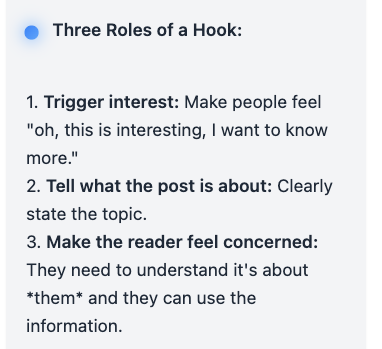 Three Roles of a Hook:
1. Trigger interest: Make people feel
"oh, this is interesting, I want to know
more."
2. Tell what the post is about: Clearly
state the topic.
3. Make the reader feel concerned:
They need to understand it's about
*them* and they can use the
information.